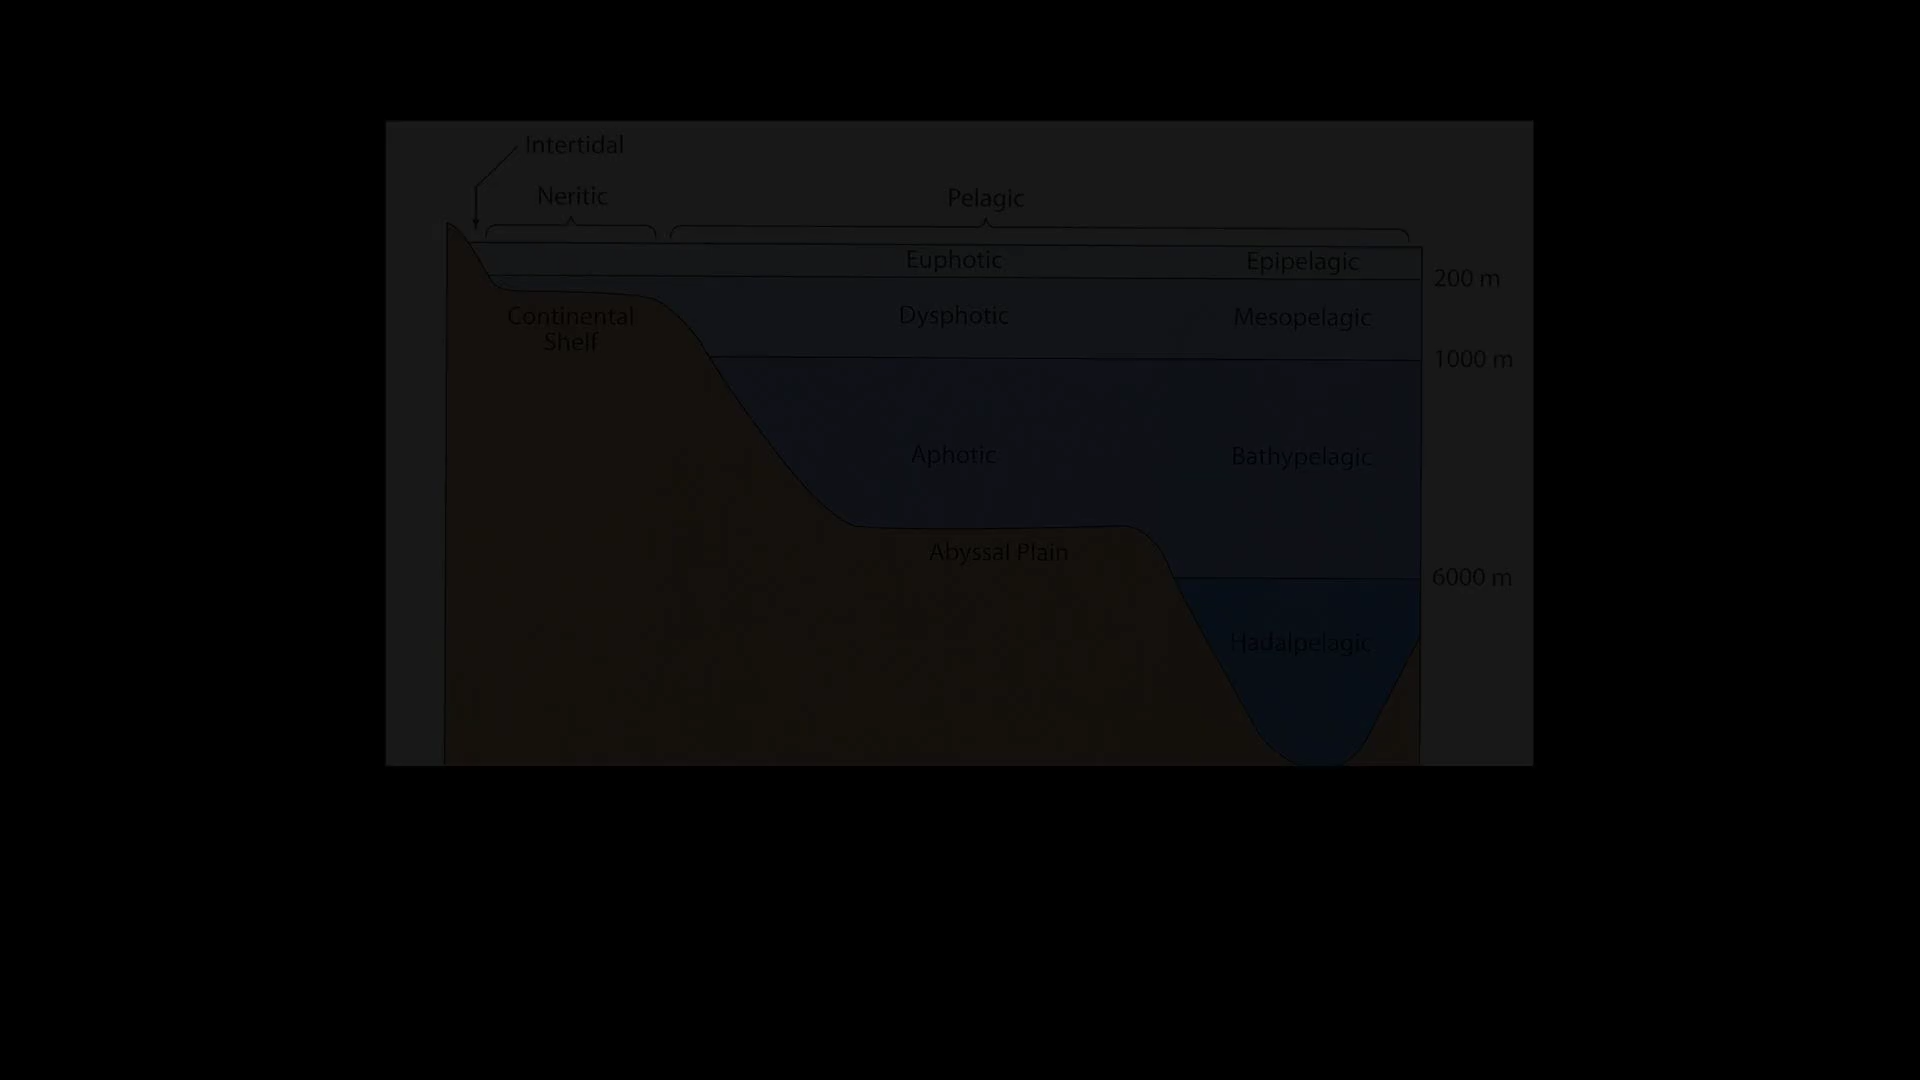 Intertidal
Neritic
Pelagic
Euphotic
Epipelagic
200 m
Continental
Shelf
Dysphotic
Mesopelagic
1000 m
Aphotic
Bathypelagic
Abyssal Plain
6000 m
Hadalpelagic